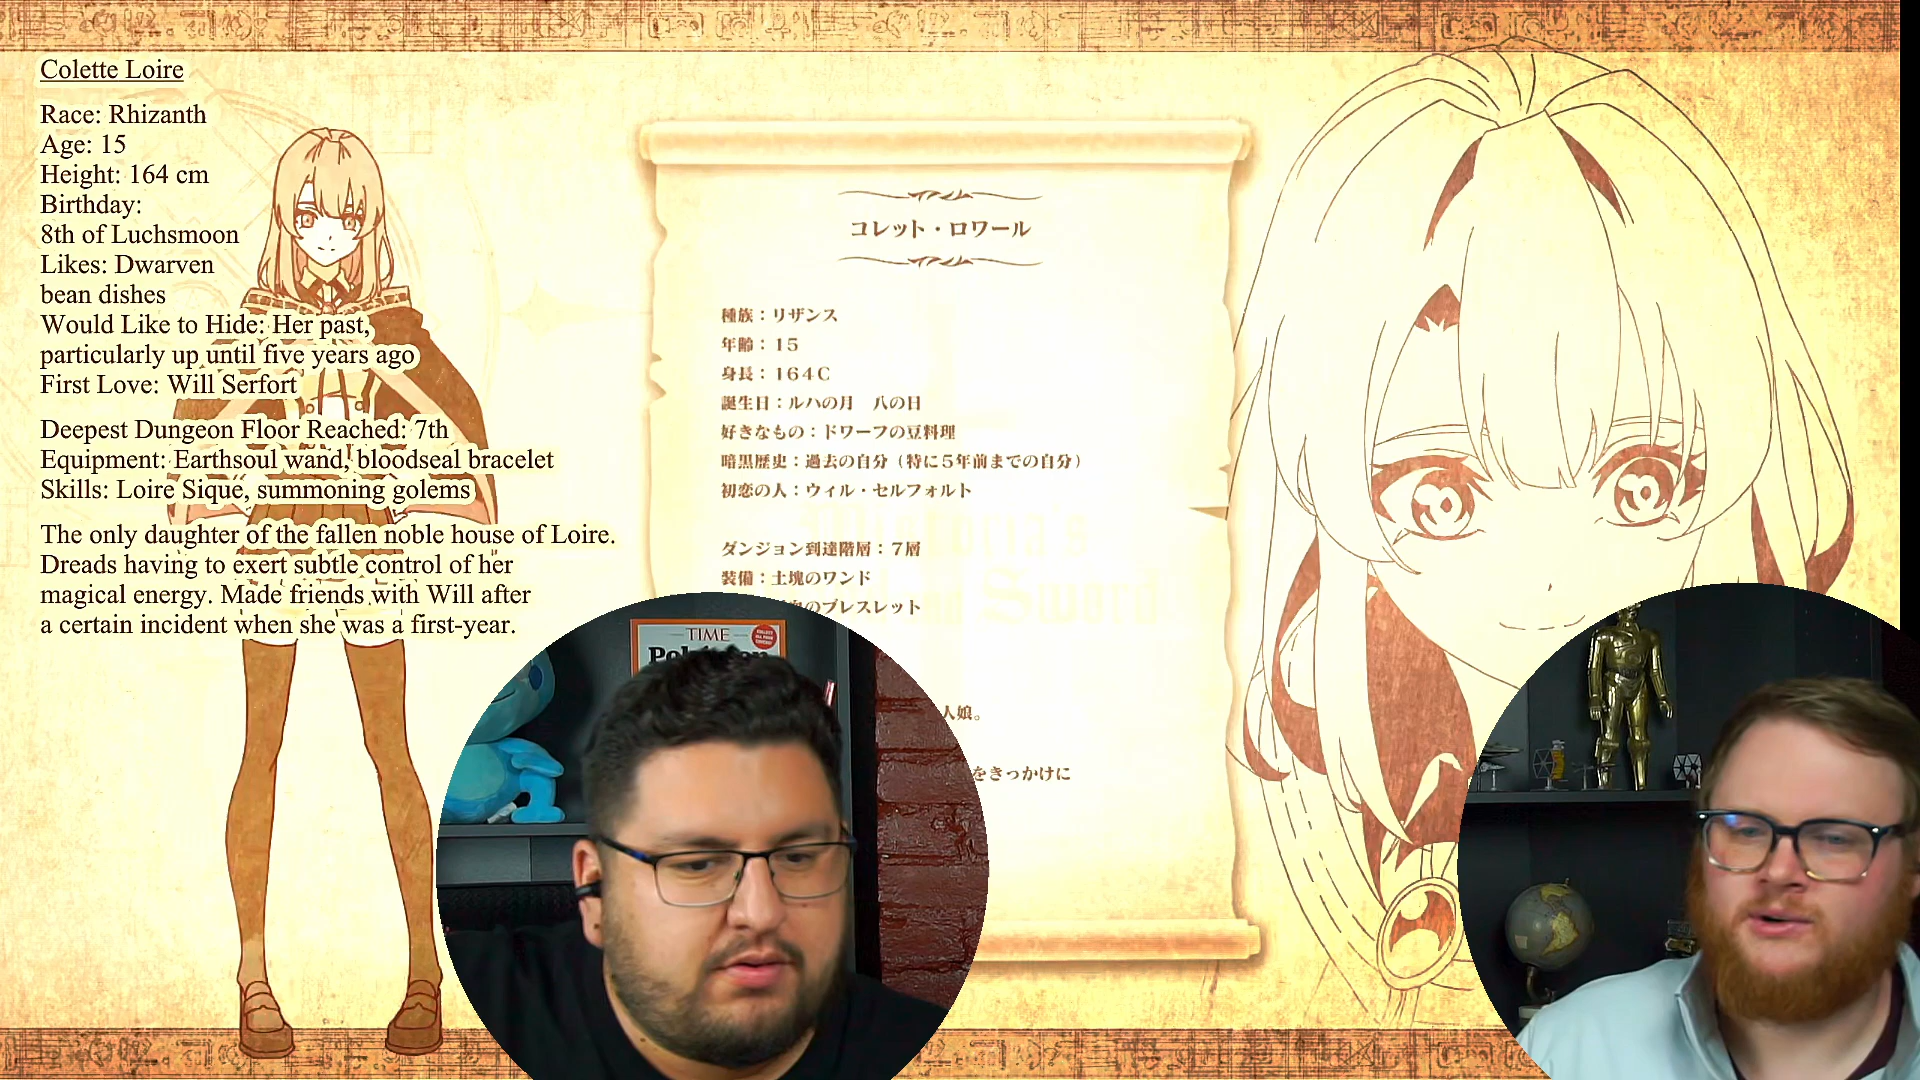 Colette Loire
Race: Rhizanth
Age: 15
Height: 164 cm
Birthday:
8th of Luchsmoon
Likes: Dwarven
bean dishes
Would Like to Hide: Her past,
particularly up until five years ago
First Love: Will Serfort
Deepest Dungeon Floor Reached: 7th
Equipment: Earthsoul wand, bloodseal bracelet
Skills: Loire Sique, summoning golems
The only daughter of the fallen noble house of Loire.
Dreads having to exert subtle control of her
magical energy. Made friends with Will after
a certain incident when she was a first-year.
コレット・ロワール
種族：リザンス
年齢：15
身長：164C
誕生日：ルハの月　八の日
好きなもの：ドワーフの豆料理
暗黒歴史：過去の自分（特に5年前までの自分）
初恋の人：ウィル・セルフォルト
ダンジョン到達階層：7層
装備：土塊のワンド
のブレスレット
人娘。
をきっかけに
Sword
TIME